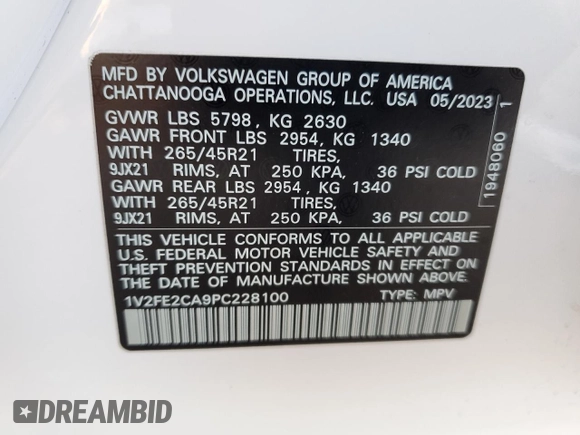 MFD BY VOLKSWAGEN GROUP OF AMERICA
CHATTANOOGA OPERATIONS, LLC. USA 05/2023
GVWR LBS 5798, KG 2630
GAWR FRONT LBS 2954, KG 1340
WITH 265/45R21 TIRES,
9JX21 RIMS, AT 250 KPA, 36 PSI COLD
GAWR REAR LBS 2954, KG 1340
WITH 265/45R21 TIRES,
9JX21 RIMS, AT 250 KPA, 36 PSI COLD
THIS VEHICLE CONFORMS TO ALL APPLICABLE
U.S. FEDERAL MOTOR VEHICLE SAFETY AND
THEFT PREVENTION STANDARDS IN EFFECT ON
THE DATE OF MANUFACTURE SHOWN ABOVE.
1V2FE2CA9PC228100 TYPE: MPV
1948060 1
DREAMBID